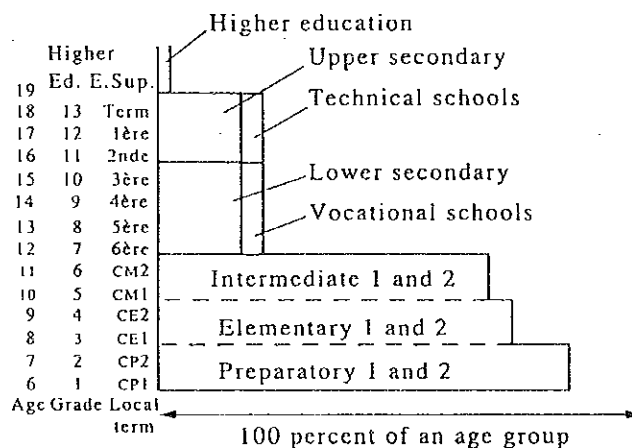 Higher education
Higher
Upper secondary
Ed. E.Sup.
19
18 13 Term
Technical schools
17 12 1ère
16 11 2nde
15 10 3ère
Lower secondary
14 9 4ère
13 8 5ère
Vocational schools
12 7 6ère
11 6 CM2
Intermediate 1 and 2
10 5 CM1
9 4 CE2
Elementary 1 and 2
8 3 CE1
7 2 CP2
Preparatory 1 and 2
6 1 CP1
Age Grade Local
term
100 percent of an age group